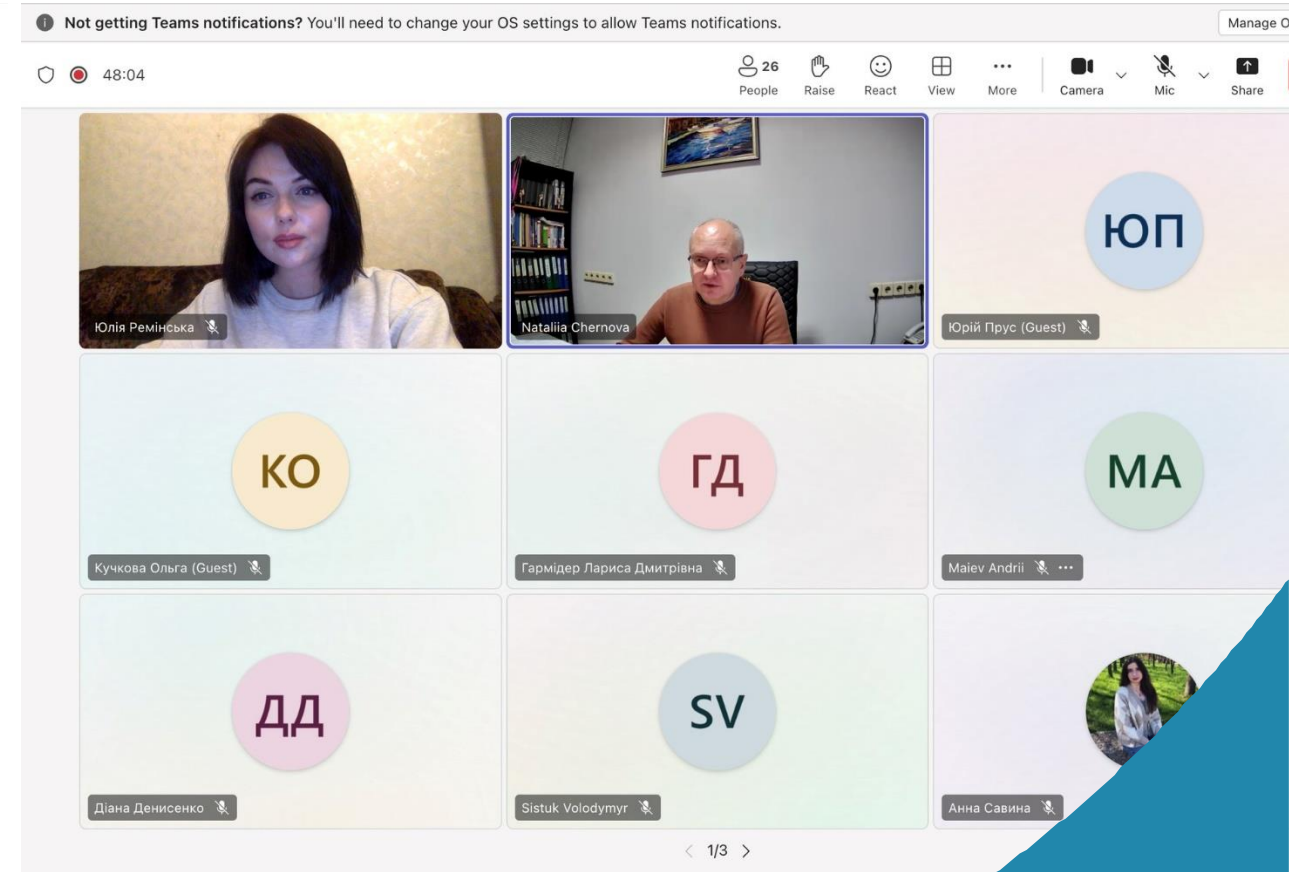 Not getting Teams notifications? You'll need to change your OS settings to allow Teams notifications.
Manage O
48:04
26
People
Raise
React
View
More
Camera
Mic
Share
Юлія Ремінська
Nataliia Chernova
ЮП
Юрій Прус (Guest)
КО
Кучкова Ольга (Guest)
ГД
Гармідер Лариса Дмитрівна
MA
Maiev Andrii
ДД
Діана Денисенко
SV
Sistuk Volodymyr
Анна Савина
1/3